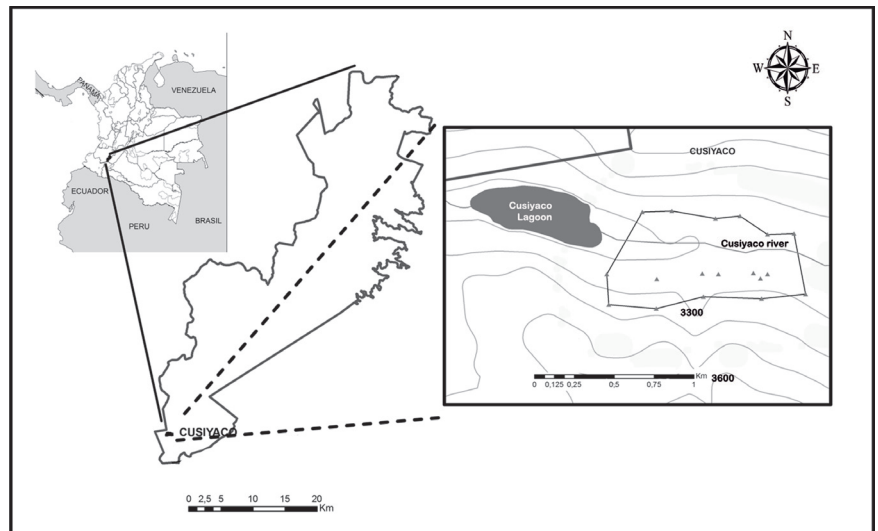 PANAMA
VENEZUELA
ECUADOR
PERU
BRASIL
N
W E
S
CUSIYACO
Cusiyaco
Lagoon
Cusiyaco river
3300
3600
Km
0 0,125 0,25 0,5 0,75 1
CUSIYACO
0 2,5 5 10 15 20
Km